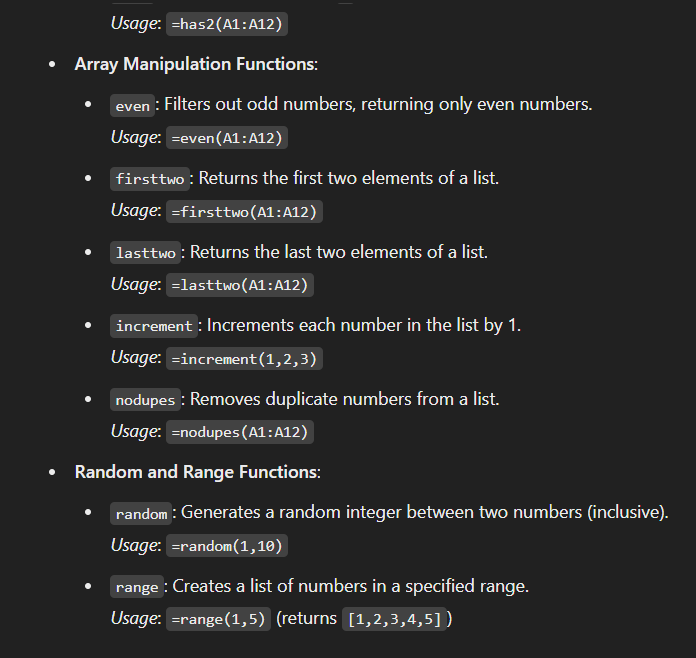 Usage: =has2(A1:A12)
• Array Manipulation Functions:
• even: Filters out odd numbers, returning only even numbers.
Usage: =even(A1:A12)
• firsttwo: Returns the first two elements of a list.
Usage: =firsttwo(A1:A12)
• lasttwo: Returns the last two elements of a list.
Usage: =lasttwo(A1:A12)
• increment: Increments each number in the list by 1.
Usage: =increment(1,2,3)
• nodupes: Removes duplicate numbers from a list.
Usage: =nodupes(A1:A12)
• Random and Range Functions:
• random: Generates a random integer between two numbers (inclusive).
Usage: =random(1,10)
• range: Creates a list of numbers in a specified range.
Usage: =range(1,5) (returns [1,2,3,4,5])